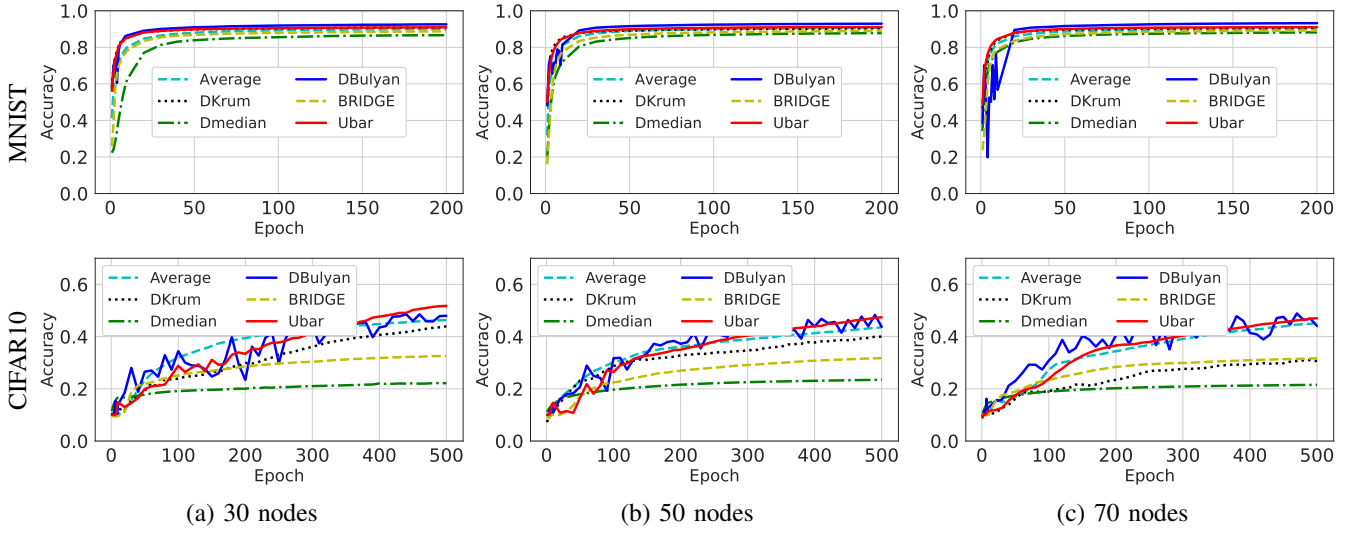 MNIST
Accuracy
1.0
0.8
0.6
0.4
0.2
0.0
Average
DKrum
Dmedian
DBulyan
BRIDGE
Ubar
0 50 100 150 200
Epoch
Accuracy
1.0
0.8
0.6
0.4
0.2
0.0
Average
DKrum
Dmedian
DBulyan
BRIDGE
Ubar
0 50 100 150 200
Epoch
Accuracy
1.0
0.8
0.6
0.4
0.2
0.0
Average
DKrum
Dmedian
DBulyan
BRIDGE
Ubar
0 50 100 150 200
Epoch
CIFAR10
Accuracy
0.6
0.4
0.2
0.0
Average
DKrum
Dmedian
DBulyan
BRIDGE
Ubar
0 100 200 300 400 500
Epoch
Accuracy
0.6
0.4
0.2
0.0
Average
DKrum
Dmedian
DBulyan
BRIDGE
Ubar
0 100 200 300 400 500
Epoch
Accuracy
0.6
0.4
0.2
0.0
Average
DKrum
Dmedian
DBulyan
BRIDGE
Ubar
0 100 200 300 400 500
Epoch
(a) 30 nodes
(b) 50 nodes
(c) 70 nodes